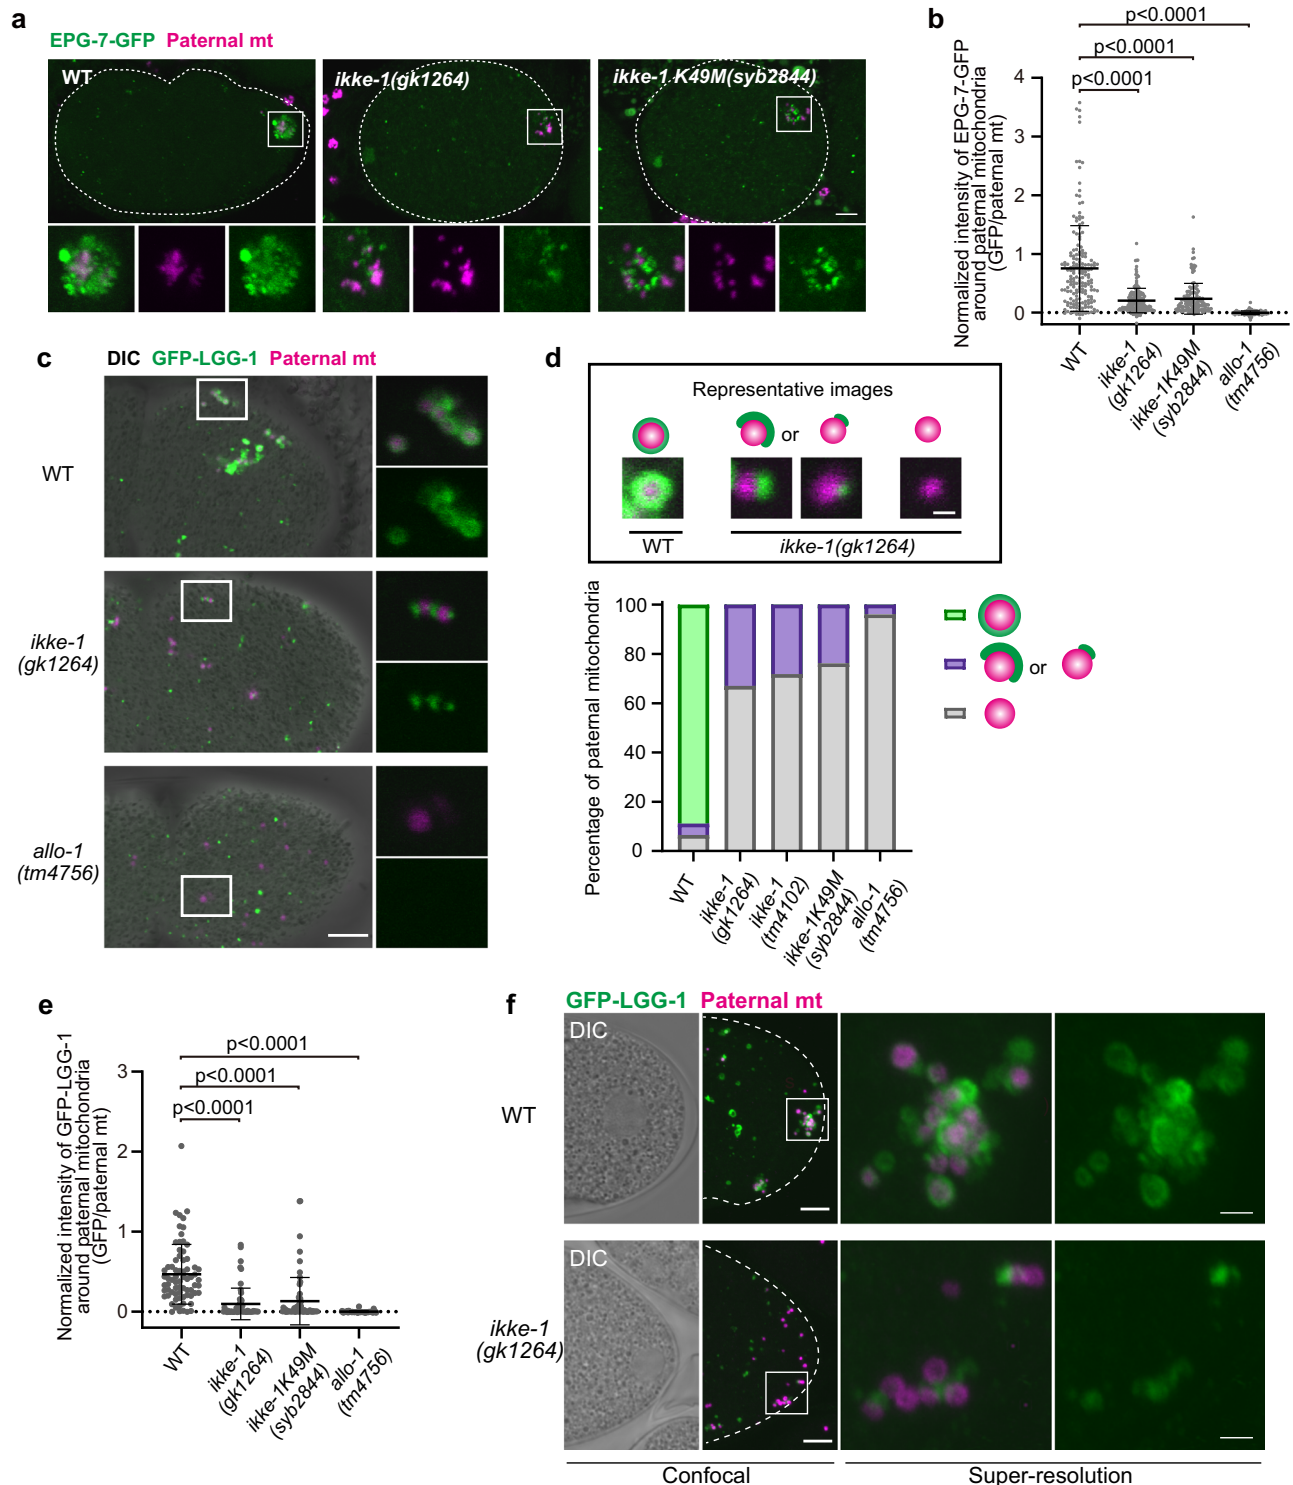 a
EPG-7-GFP Paternal mt
WT
ikke-1(gk1264)
ikke-1 K49M(syb2844)
b
p<0.0001
p<0.0001
p<0.0001
Normalized intensity of EPG-7-GFP
around paternal mitochondria
(GFP/paternal mt)
4
3
2
1
0
WT
ikke-1
(gk1264)
ikke-1K49M
(syb2844)
allo-1
(tm4756)
c
DIC GFP-LGG-1 Paternal mt
WT
ikke-1
(gk1264)
allo-1
(tm4756)
d
Representative images
or
WT
ikke-1(gk1264)
Percentage of paternal mitochondria
100
80
60
40
20
0
WT
ikke-1
(gk1264)
ikke-1
(tm4102)
ikke-1K49M
(syb2844)
allo-1
(tm4756)
or
e
p<0.0001
p<0.0001
p<0.0001
Normalized intensity of GFP-LGG-1
around paternal mitochondria
(GFP/paternal mt)
3
2
1
0
WT
ikke-1
(gk1264)
ikke-1K49M
(syb2844)
allo-1
(tm4756)
f
GFP-LGG-1 Paternal mt
DIC
WT
DIC
ikke-1
(gk1264)
Confocal
Super-resolution